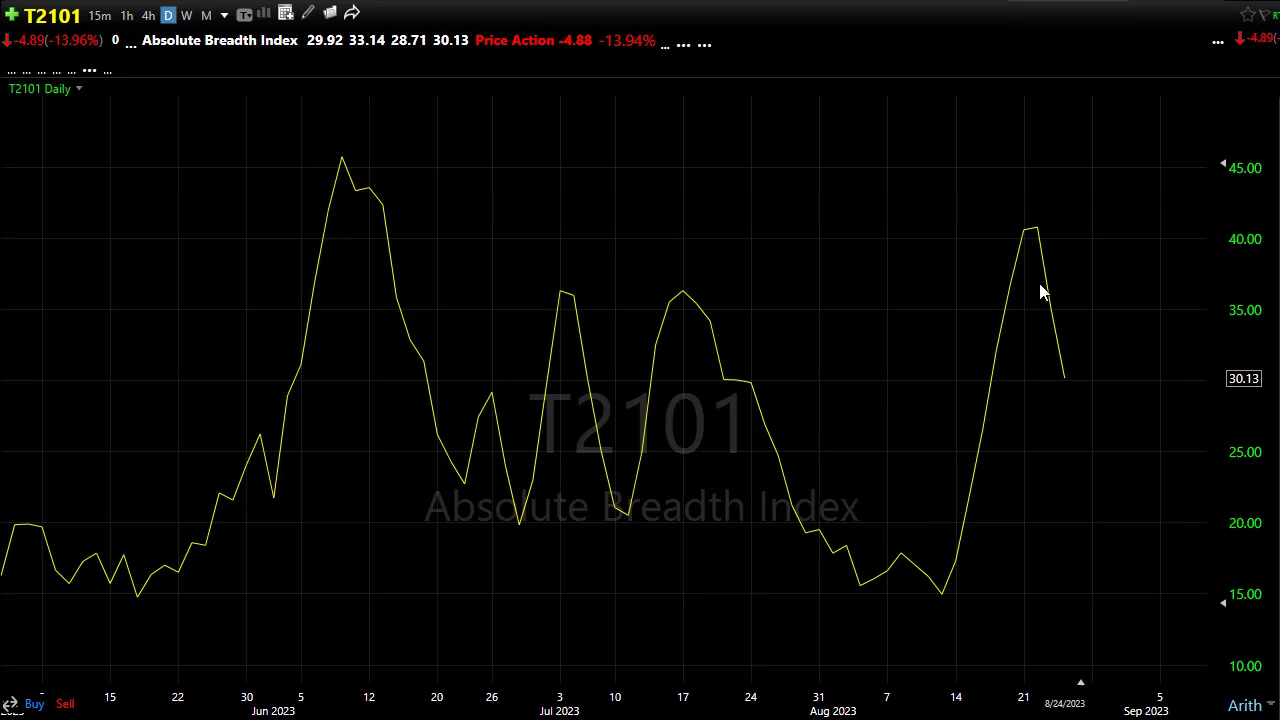 T2101 15m 1h 4h D W M
-4.89(-13.96%) 0 ... Absolute Breadth Index 29.92 33.14 28.71 30.13 Price Action -4.88 -13.94% ... ... ... ... -4.89(-
... ... ... ... ... ... ...
T2101 Daily
45.00
40.00
35.00
30.13
T2101
25.00
Absolute Breadth Index
20.00
15.00
10.00
15 22 30 5 12 20 26 3 10 17 24 31 7 14 21 5
Buy Sell Jun 2023 Jul 2023 Aug 2023 8/24/2023 Sep 2023 Arith